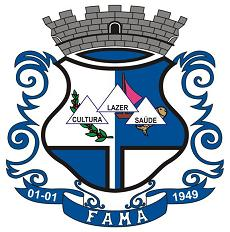 LAZER
CULTURA SAÚDE
01-01 1949
FAMA